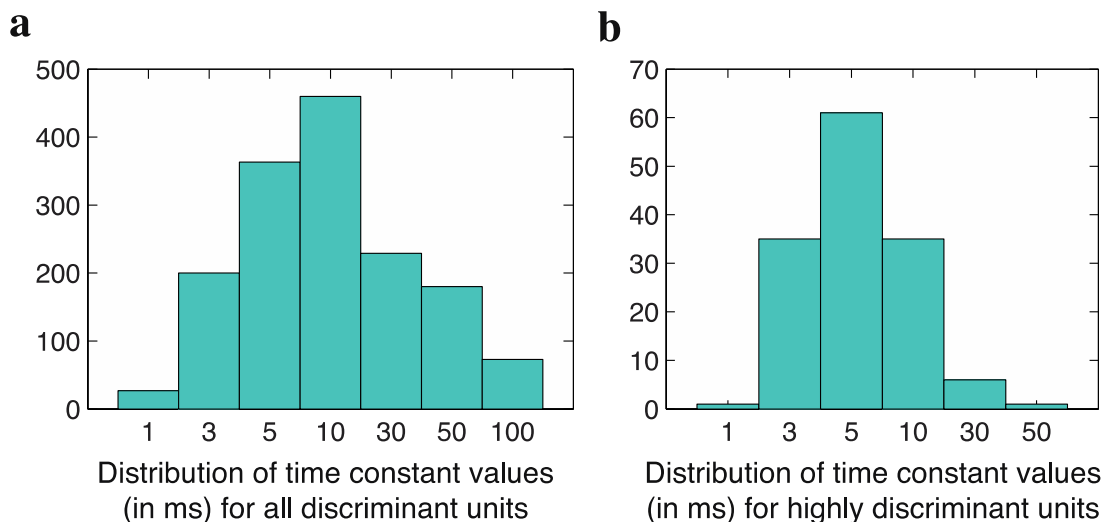 a
500
400
300
200
100
0
1 3 5 10 30 50 100
Distribution of time constant values
(in ms) for all discriminant units
b
70
60
50
40
30
20
10
0
1 3 5 10 30 50
Distribution of time constant values
(in ms) for highly discriminant units